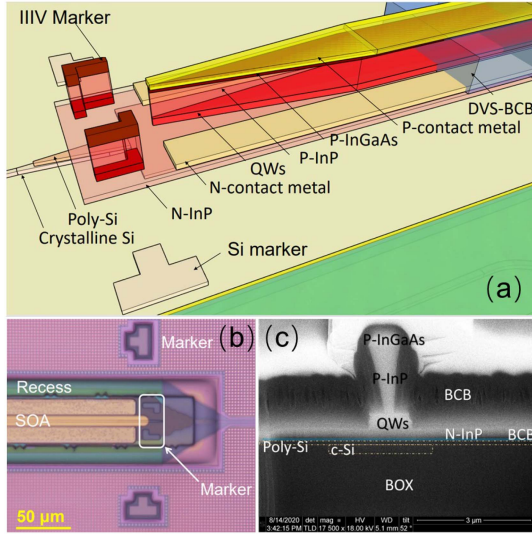 IIIV Marker
DVS-BCB
P-contact metal
P-InGaAs
P-InP
QWs
N-contact metal
N-InP
Poly-Si
Crystalline Si
Si marker
(a)
(b)
Marker
Recess
SOA
Marker
50 µm
(c)
P-InGaAs
P-InP
BCB
QWs
N-InP
BCB
Poly-Si
c-Si
BOX
8/14/2020 det mag HV WD tilt 3 µm
3:42:15 PM TLD 17 500 x 18.00 kV 5.1 mm 52 °